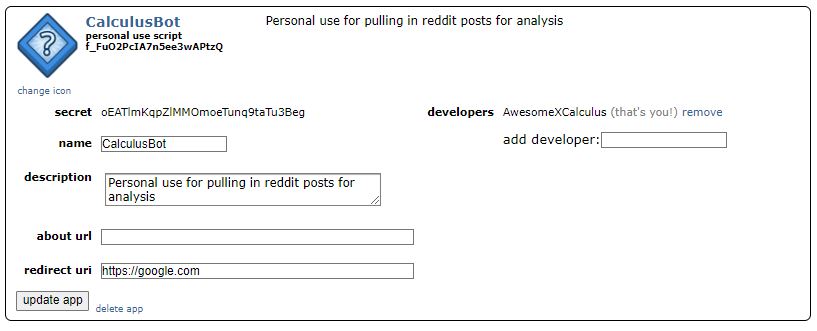 CalculusBot
Personal use for pulling in reddit posts for analysis
personal use script
f_FuO2PcIA7n5ee3wAPtzQ
change icon
secret oEATlmKqpZlMMOmoeTunq9taTu3Beg
developers AwesomeXCalculus (that's you!) remove
add developer:
name CalculusBot
description Personal use for pulling in reddit posts for
analysis
about url
redirect uri https://google.com
update app delete app